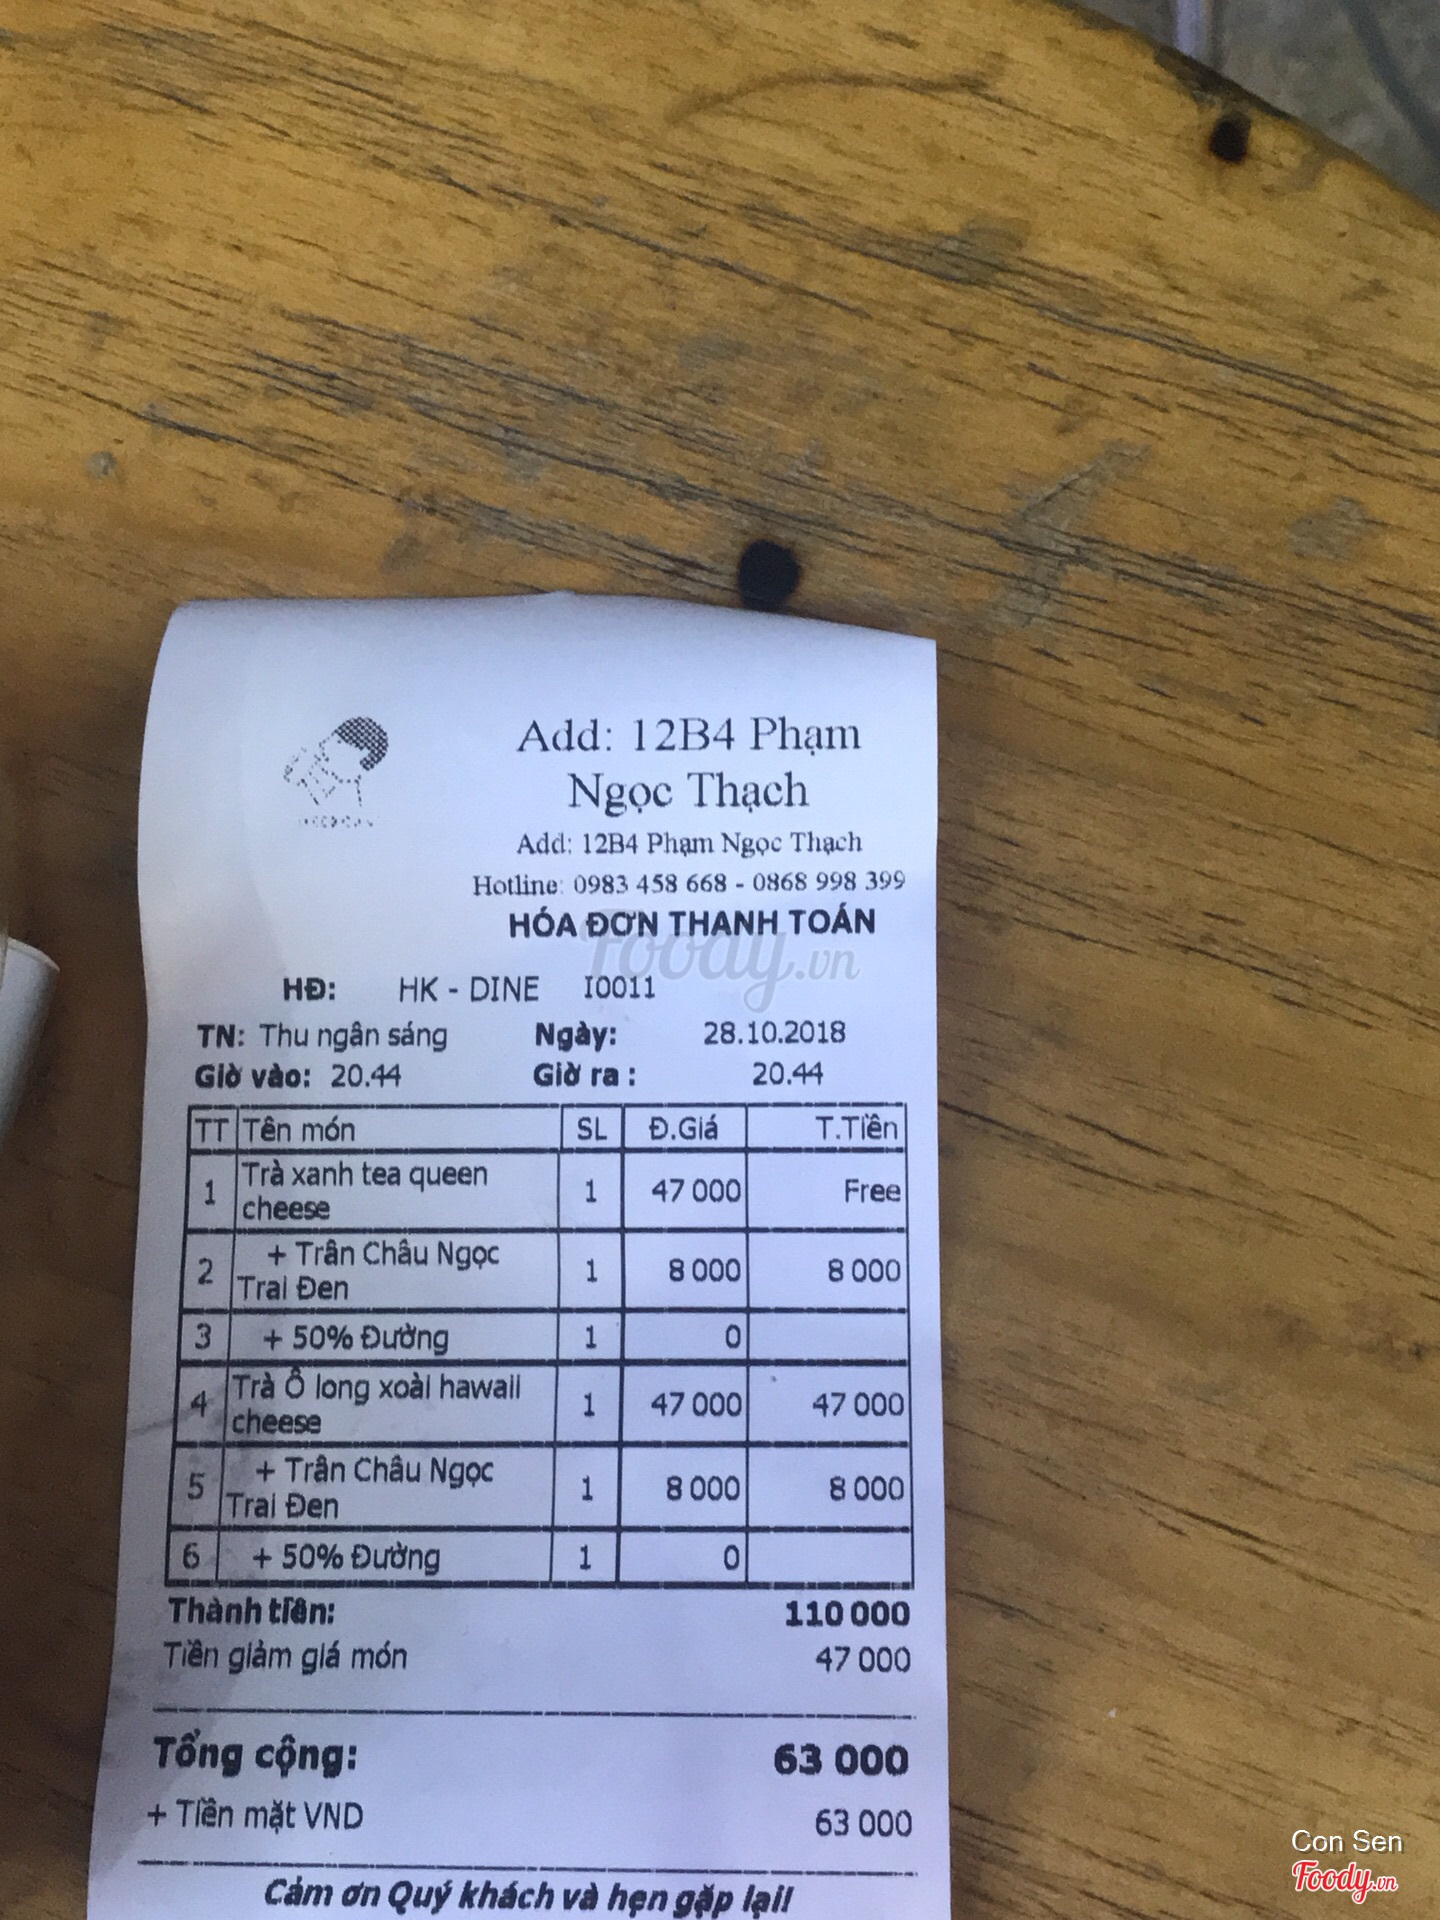 Add: 12B4 Phạm
Ngọc Thạch
Add: 12B4 Phạm Ngọc Thạch
Hotline: 0983 458 668 - 0868 998 399
HÓA ĐƠN THANH TOÁN
Foody.vn
HĐ: HK - DINE I0011
TN: Thu ngân sáng Ngày: 28.10.2018
Giờ vào: 20.44 Giờ ra : 20.44
TT Tên món SL Đ.Giá T.Tiền
1 Trà xanh tea queen cheese 1 47 000 Free
2 + Trân Châu Ngọc Trai Đen 1 8 000 8 000
3 + 50% Đường 1 0
4 Trà Ô long xoài hawaii cheese 1 47 000 47 000
5 + Trân Châu Ngọc Trai Đen 1 8 000 8 000
6 + 50% Đường 1 0
Thành tiền: 110 000
Tiền giảm giá món 47 000
Tổng cộng: 63 000
+ Tiền mặt VND 63 000
Cảm ơn Quý khách và hẹn gặp lại!
Con Sen
Foody.vn